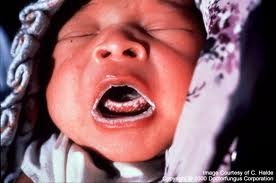 Image Courtesy of C. Halde
Copyright © 2000 Doctorfungus Corporation